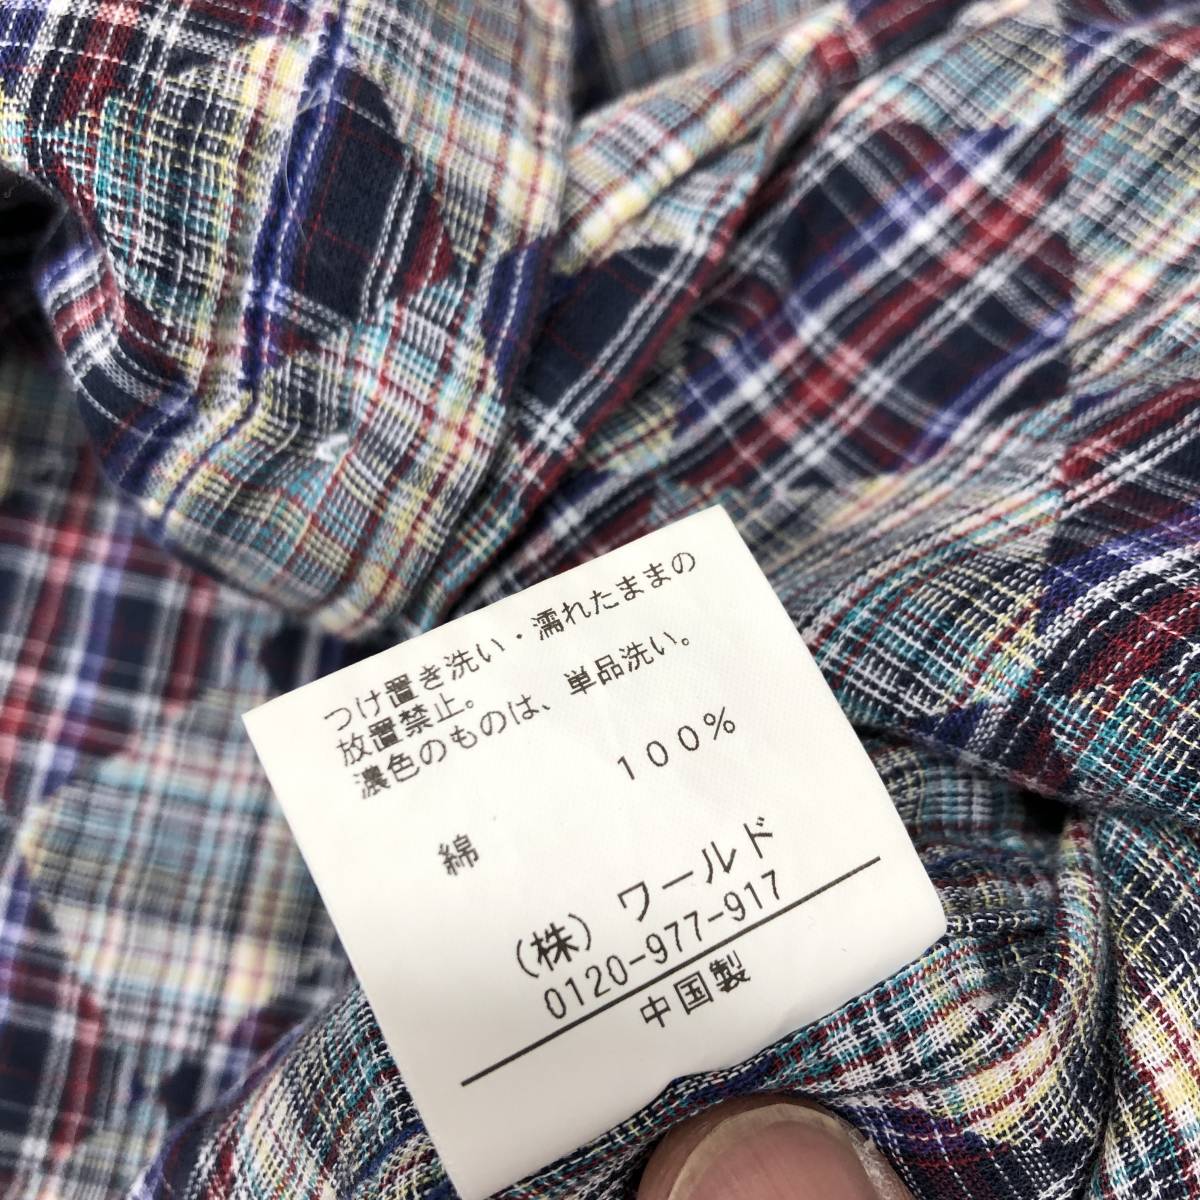 つけ置き洗い・濡れたままの
放置禁止。
濃色のものは、単品洗い。
綿 100%
(株) ワールド
0120-977-917
中国製